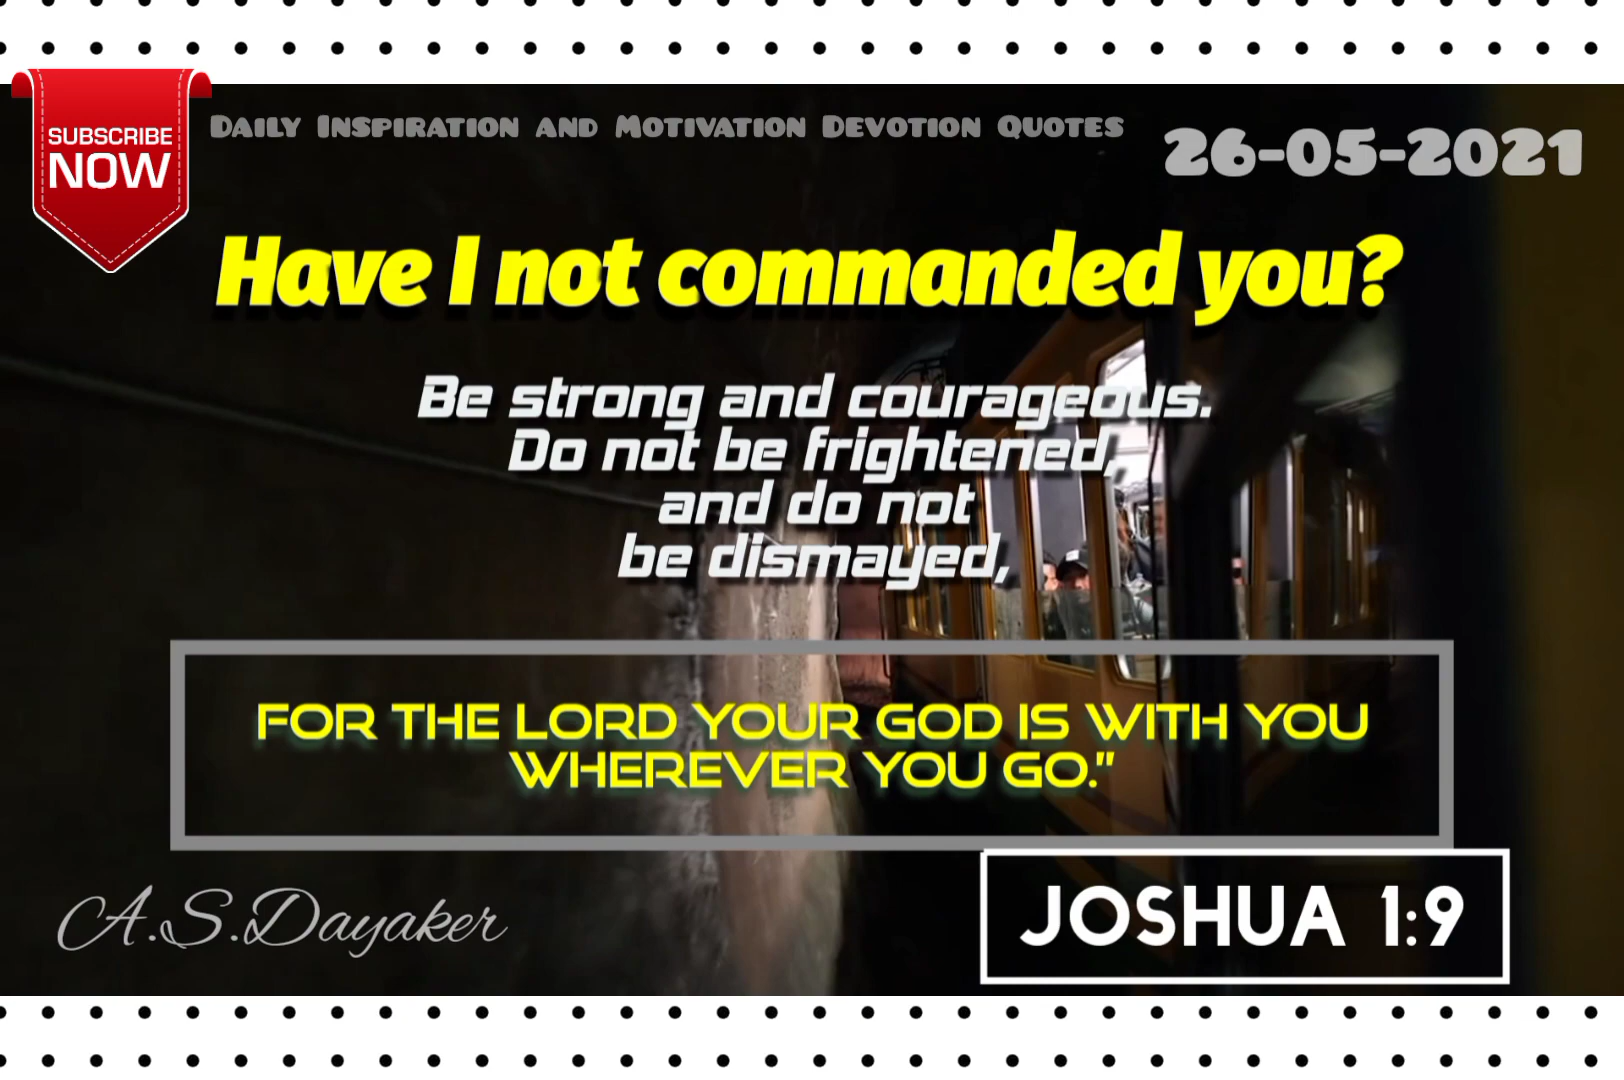 SUBSCRIBE
NOW
Daily Inspiration and Motivation Devotion Quotes
26-05-2021
Have I not commanded you?
Be strong and courageous.
Do not be frightened,
and do not
be dismayed,
FOR THE LORD YOUR GOD IS WITH YOU
WHEREVER YOU GO.”
A.S.Dayaker
JOSHUA 1:9